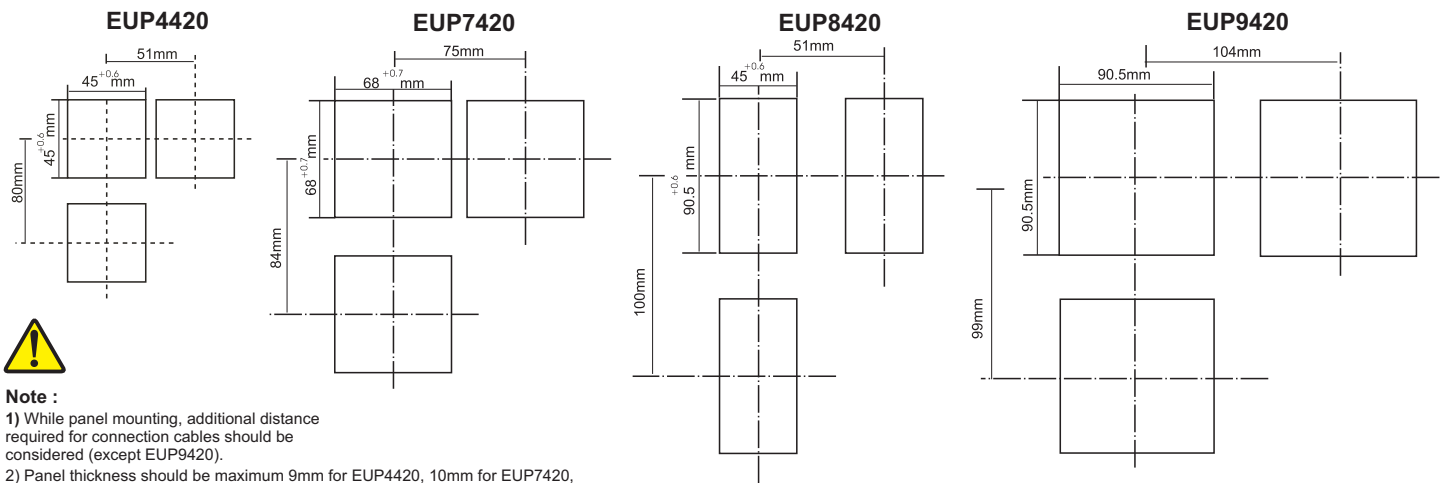 EUP4420
51mm
45+0.6 mm
45+0.6 mm
80mm
EUP7420
75mm
68+0.7 mm
68+0.7 mm
84mm
EUP8420
51mm
45+0.6 mm
90.5+0.6 mm
100mm
EUP9420
104mm
90.5mm
90.5mm
99mm
!
Note :
1) While panel mounting, additional distance
required for connection cables should be
considered (except EUP9420).
2) Panel thickness should be maximum 9mm for EUP4420, 10mm for EUP7420,